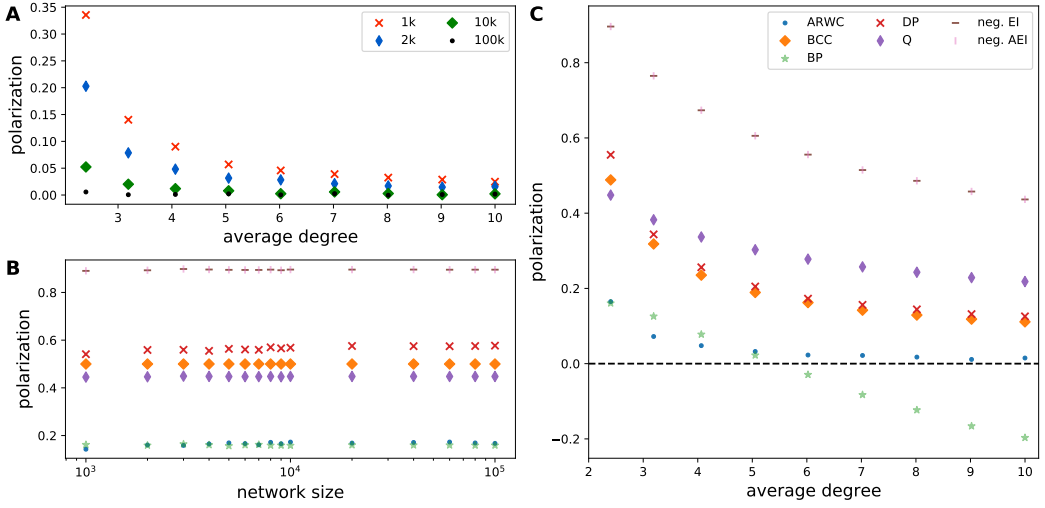 A
0.35
0.30
0.25
0.20
0.15
0.10
0.05
0.00
polarization
1k
2k
10k
100k
3
4
5
6
7
8
9
10
average degree
B
0.8
0.6
0.4
0.2
polarization
10³
10⁴
10⁵
network size
C
0.8
0.6
0.4
0.2
0.0
−0.2
polarization
ARWC
BCC
BP
DP
Q
neg. EI
neg. AEI
2
3
4
5
6
7
8
9
10
average degree